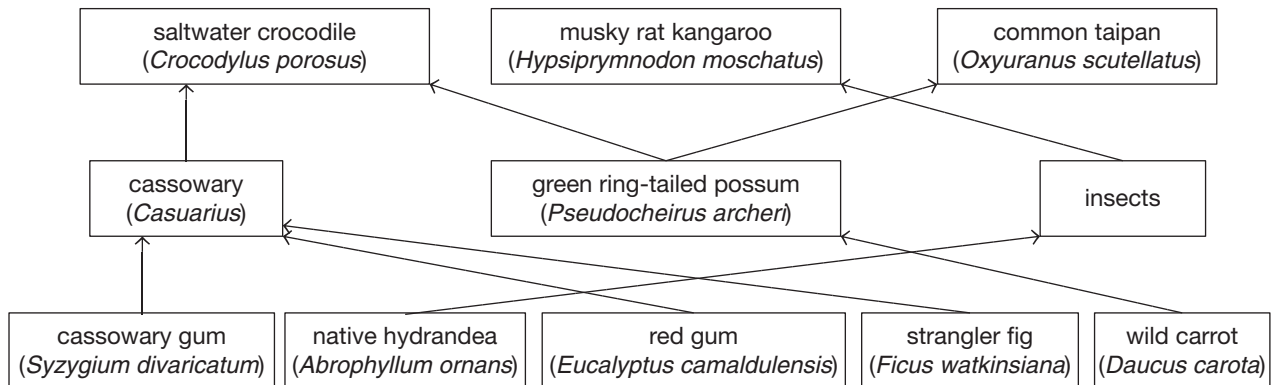 saltwater crocodile
(Crocodylus porosus)
musky rat kangaroo
(Hypsiprymnodon moschatus)
common taipan
(Oxyuranus scutellatus)
cassowary
(Casuarius)
green ring-tailed possum
(Pseudocheirus archeri)
insects
cassowary gum
(Syzygium divaricatum)
native hydrandea
(Abrophyllum ornans)
red gum
(Eucalyptus camaldulensis)
strangler fig
(Ficus watkinsiana)
wild carrot
(Daucus carota)